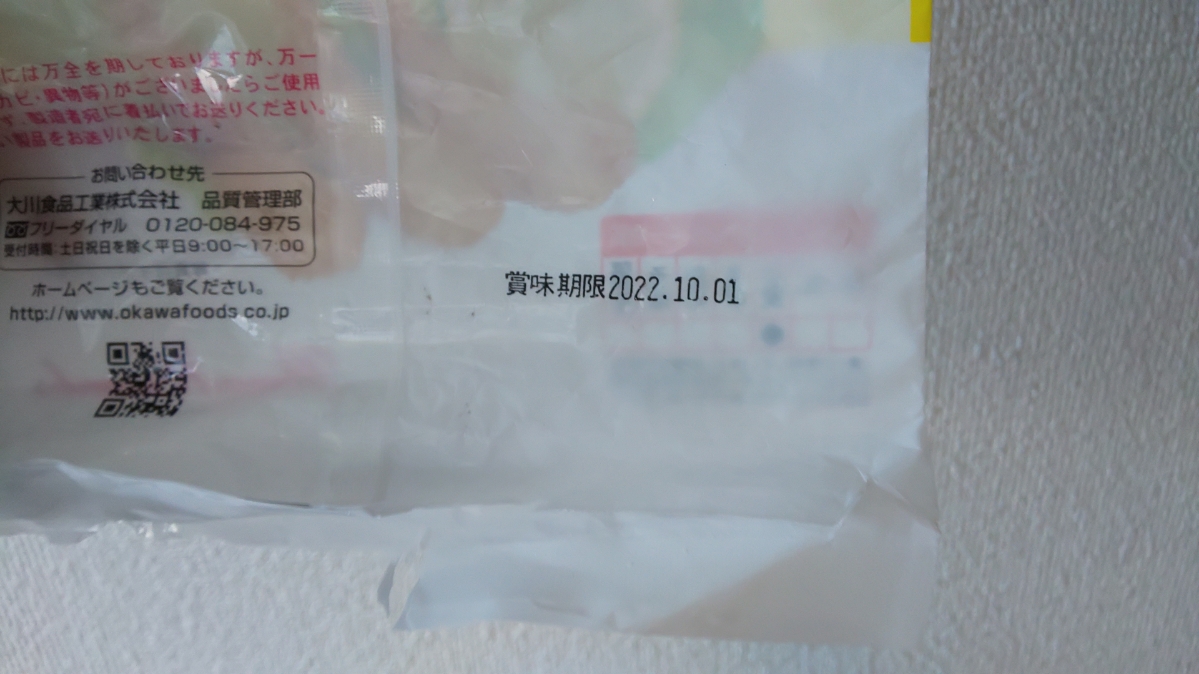 には万全を期しておりますが、万一
カビ・異物等)がございましたらご使用
ず、製造者宛に着払いでお送りください。
い製品をお送りいたします。
お問い合わせ先
大川食品工業株式会社 品質管理部
フリーダイヤル 0120-084-975
受付時間:土日祝日を除く平日9:00〜17:00
ホームページもご覧ください。
http://www.okawafoods.co.jp
賞味期限2022.10.01